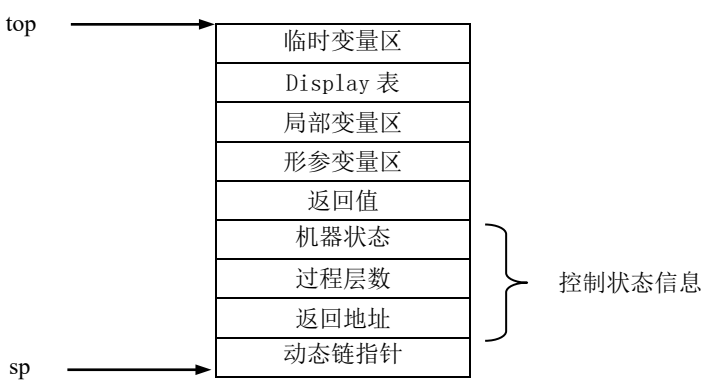 top
临时变量区
Display 表
局部变量区
形参变量区
返回值
机器状态
过程层数
返回地址
控制状态信息
动态链指针
sp